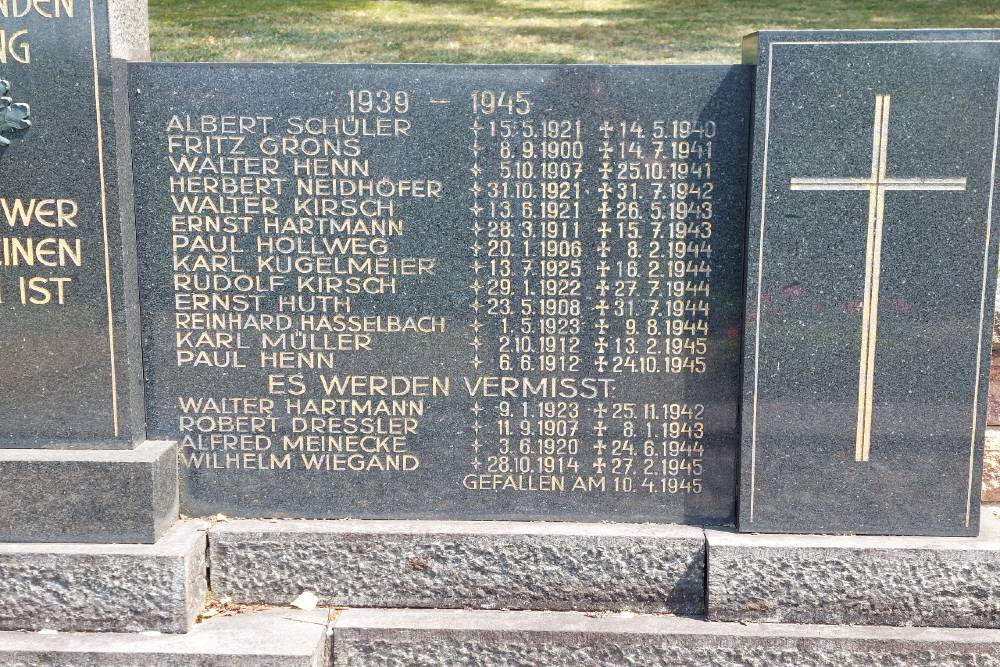 NDEN
NG
WER
EINEN
IST
1939 – 1945
ALBERT SCHÜLER ✧ 15. 5. 1921 ✢ 14. 5. 1940
FRITZ GRONS ✧ 8. 9. 1900 ✢ 14. 7. 1941
WALTER HENN ✧ 5. 10. 1907 ✢ 25. 10. 1941
HERBERT NEIDHÖFER ✧ 31. 10. 1921 ✢ 31. 7. 1942
WALTER KIRSCH ✧ 13. 6. 1921 ✢ 26. 5. 1943
ERNST HARTMANN ✧ 28. 3. 1911 ✢ 15. 7. 1943
PAUL HOLLWEG ✧ 20. 1. 1906 ✢ 8. 2. 1944
KARL KUGELMEIER ✧ 13. 7. 1925 ✢ 16. 2. 1944
RUDOLF KIRSCH ✧ 29. 1. 1922 ✢ 27. 7. 1944
ERNST HUTH ✧ 23. 5. 1908 ✢ 31. 7. 1944
REINHARD HASSELBACH ✧ 1. 5. 1923 ✢ 9. 8. 1944
KARL MÜLLER ✧ 2. 10. 1912 ✢ 13. 2. 1945
PAUL HENN ✧ 6. 6. 1912 ✢ 24. 10. 1945
ES WERDEN VERMISST:
WALTER HARTMANN ✧ 9. 1. 1923 ✢ 25. 11. 1942
ROBERT DRESSLER ✧ 11. 9. 1907 ✢ 8. 1. 1943
ALFRED MEINECKE ✧ 3. 6. 1920 ✢ 24. 6. 1944
WILHELM WIEGAND ✧ 28. 10. 1914 ✢ 27. 2. 1945
GEFALLEN AM 10. 4. 1945